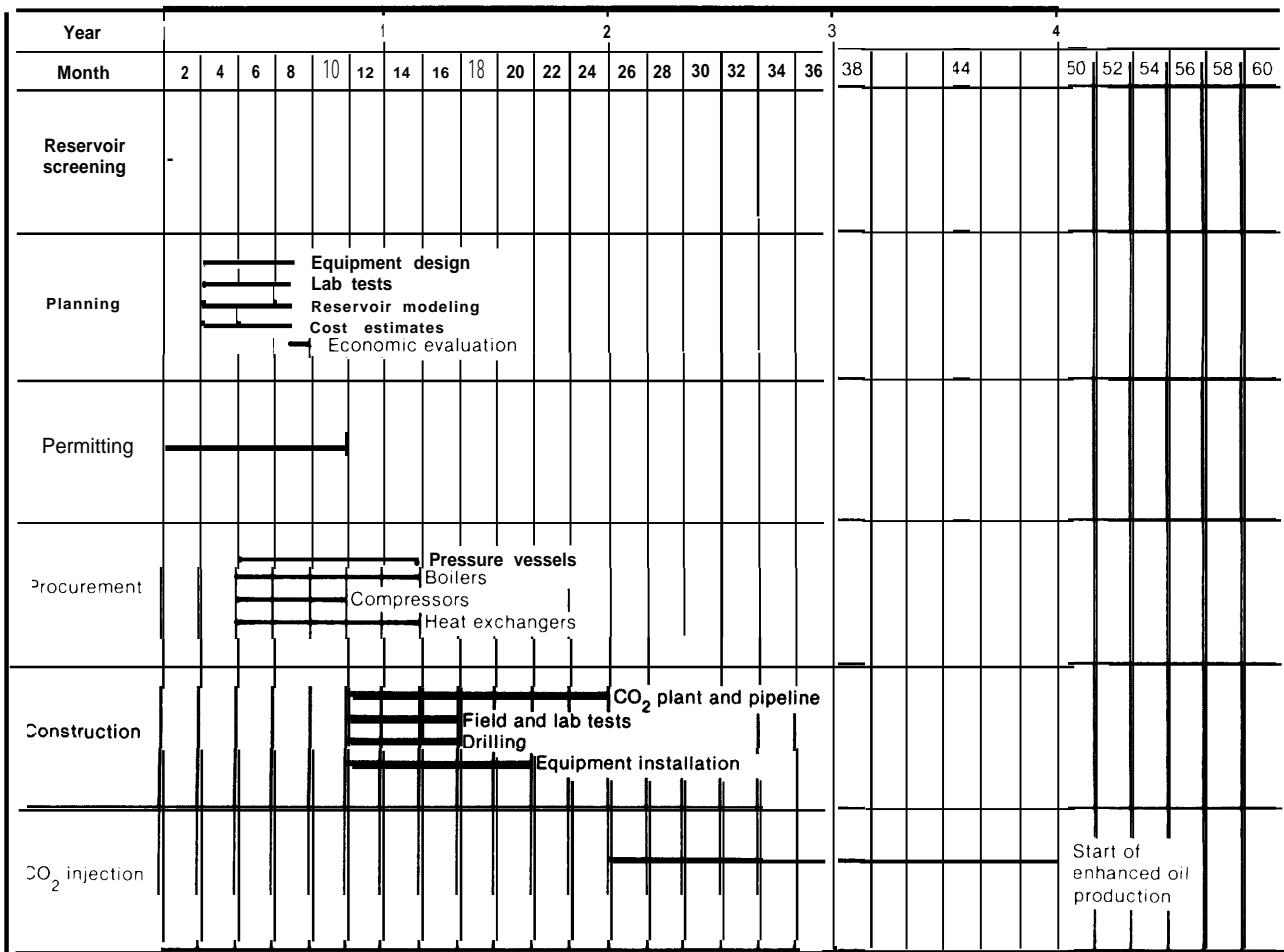 Year 1 2 3 4
Month 2 4 6 8 10 12 14 16 18 20 22 24 26 28 30 32 34 36 38 44 50 52 54 56 58 60
Reservoir
screening
Planning
Equipment design
Lab tests
Reservoir modeling
Cost estimates
Economic evaluation
Permitting
Procurement
Pressure vessels
Boilers
Compressors
Heat exchangers
Construction
CO₂ plant and pipeline
Field and lab tests
Drilling
Equipment installation
CO₂ injection
Start of
enhanced oil
production